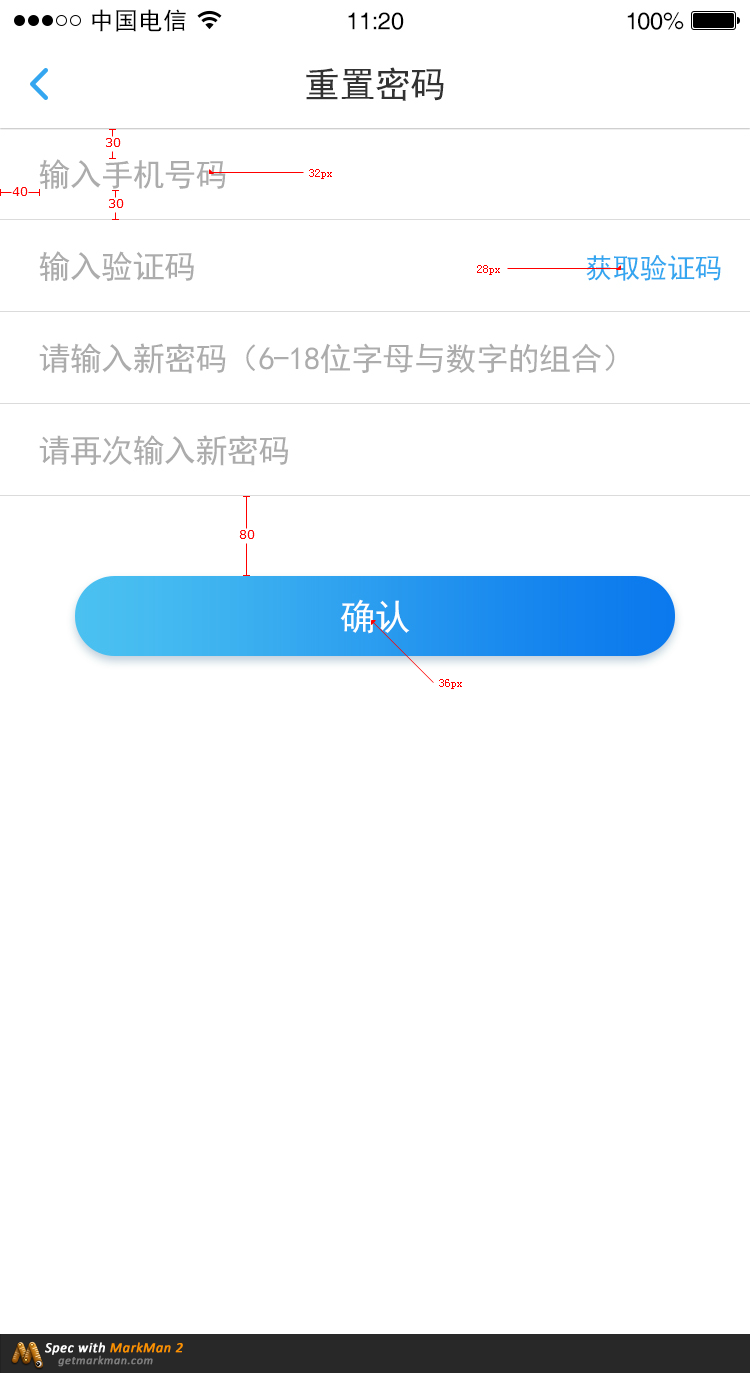 中国电信 11:20 100%
重置密码
30
输入手机号码 32px
40
30
输入验证码 28px 获取验证码
请输入新密码（6-18位字母与数字的组合）
请再次输入新密码
80
确认
36px
Spec with MarkMan 2
getmarkman.com